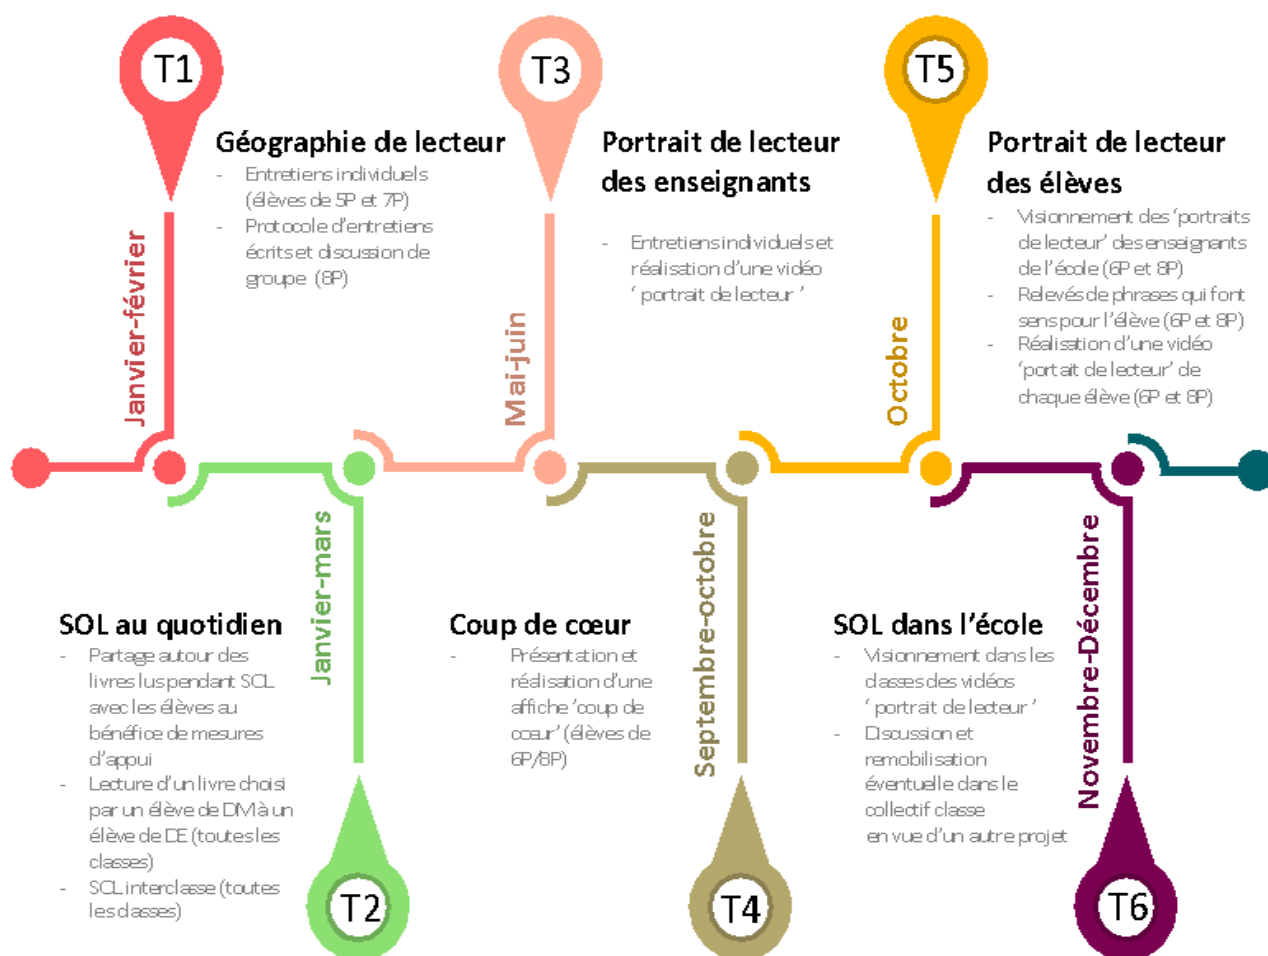 T1
Géographie de lecteur
- Entretiens individuels
(élèves de 5P et 7P)
- Protocole d'entretiens
écrits et discussion de
groupe (8P)
Janvier-février
T3
Portrait de lecteur
des enseignants
- Entretiens individuels et
réalisation d'une vidéo
' portrait de lecteur '
Mai-juin
T5
Portrait de lecteur
des élèves
- Visionnement des 'portraits
de lecteur' des enseignants
de l'école (6P et 8P)
- Relevés de phrases qui font
sens pour l'élève (6P et 8P)
- Réalisation d'une vidéo
'portait de lecteur' de
chaque élève (6P et 8P)
Octobre
SOL au quotidien
- Partage autour des
livres lus pendant SOL
avec les élèves au
bénéfice de mesures
d'appui
- Lecture d'un livre choisi
par un élève de DM à un
élève de DE (toutes les
classes)
- SOL interclasse (toutes
les classes)
Janvier-mars
T2
Coup de cœur
- Présentation et
réalisation d'une
affiche 'coup de
cœur' (élèves de
6P/8P)
Septembre-octobre
T4
SOL dans l'école
- Visionnement dans les
classes des vidéos
' portrait de lecteur '
- Discussion et
remobilisation
éventuelle dans le
collectif classe
en vue d'un autre projet
Novembre-Décembre
T6